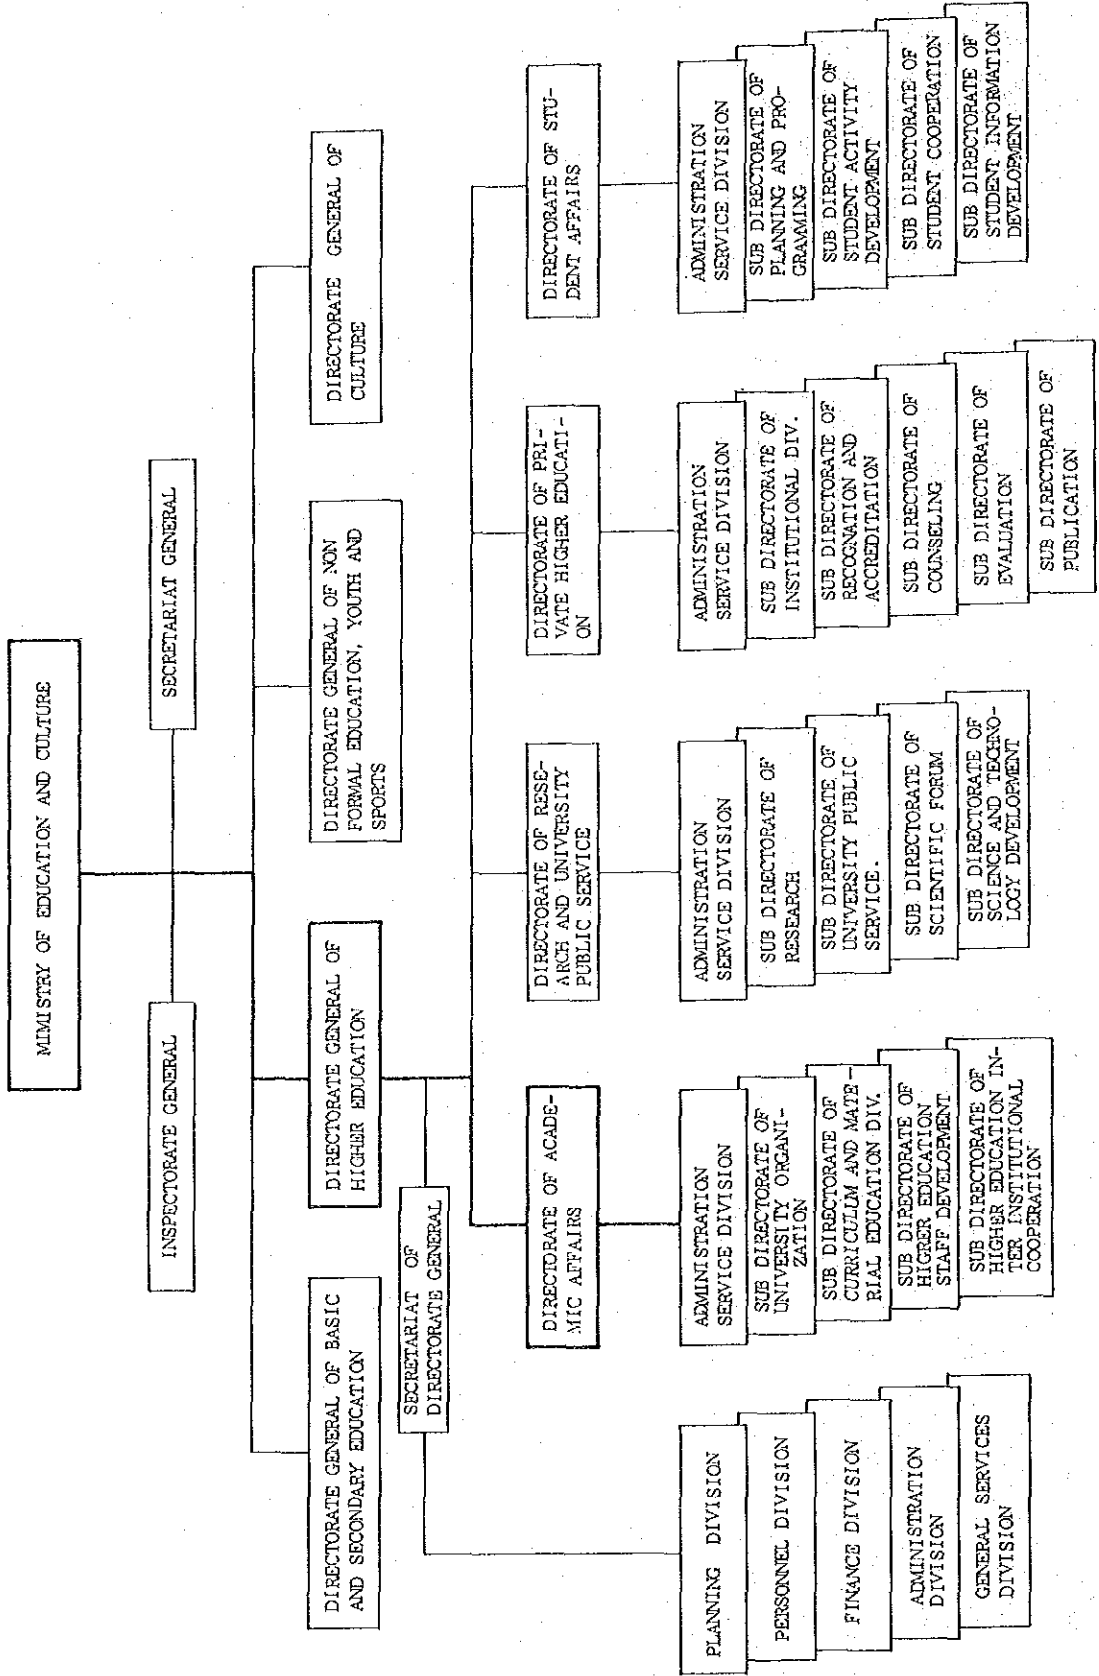 MIMISTRY OF EDUCATION AND CULTURE
INSPECTORATE GENERAL
SECRETARIAT GENERAL
DIRECTORATE GENERAL OF BASIC
AND SECONDARY EDUCATION
DIRECTORATE GENERAL OF
HIGHER EDUCATION
DIRECTORATE GENERAL OF NON
FORMAL EDUCATION, YOUTH AND
SPORTS
DIRECTORATE GENERAL OF
CULTURE
SECRETARIAT OF
DIRECTORATE GENERAL
DIRECTORATE OF ACADE-
MIC AFFAIRS
DIRECTORATE OF RESE-
ARCH AND UNIVERSITY
PUBLIC SERVICE
DIRECTORATE OF PRI-
VATE HIGHER EDUCATI-
ON
DIRECTORATE OF STU-
DENT AFFAIRS
PLANNING DIVISION
PERSONNEL DIVISION
FINANCE DIVISION
ADMINISTRATION
DIVISION
GENERAL SERVICES
DIVISION
ADMINISTRATION
SERVICE DIVISION
SUB DIRECTORATE OF
UNIVERSITY ORGANI-
ZATION
SUB DIRECTORATE OF
CURRICULLM AND MATE-
RIAL EDUCATION DIV.
SUB DIRECTORATE OF
HIGRER EDUCATION
STAFF DEVELOPMENT
SUB DIRECTORATE OF
HIGHER EDUCATION IN-
TER INSTITUTIONAL
COOPERATION
ADMINISTRATION
SERVICE DIVISION
SUB DIRECTORATE OF
RESEARCH
SUB DIRECTORATE OF
UNIVERSITY PUBLIC
SERVICE.
SUB DIRECTORATE OF
SCIENTIFIC FORUM
SUB DIRECTORATE OF
SCIENCE AND TECHNO-
LOGY DEVELOPMENT
ADMINISTRATION
SERVICE DIVISION
SUB DIRECTORATE OF
INSTITUTIONAL DIV.
SUB DIRECTORATE OF
RECOGNATION AND
ACCREDITATION
SUB DIRECTORATE OF
COUNSELING
SUB DIRECTORATE OF
EVALUATION
SUB DIRECTORATE OF
PUBLICATION
ADMINISTRATION
SERVICE DIVISION
SUB DIRECTORATE OF
PLANNING AND PRO-
GRAMMING
SUB DIRECTORATE OF
STUDENT ACTIVITY
DEVELOPMENT
SUB DIRECTORATE OF
STUDENT COOPERATION
SUB DIRECTORATE OF
STUDENT INFORMATION
DEVELOPMENT